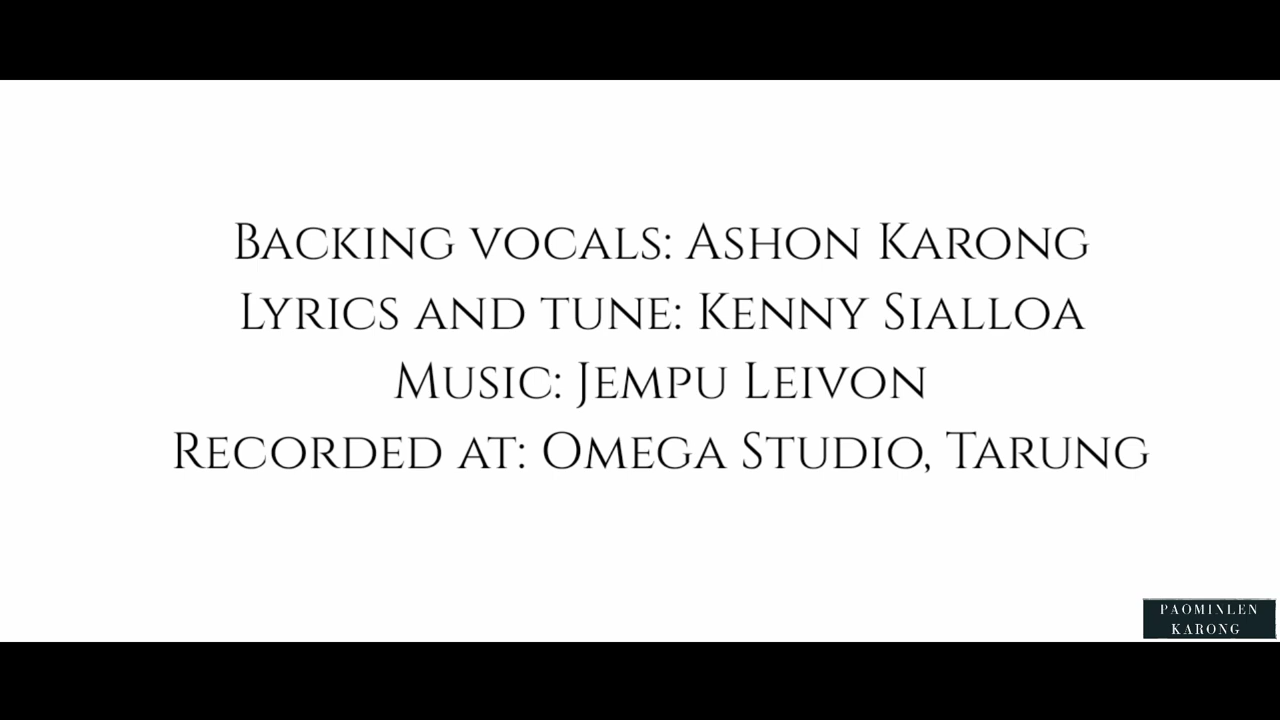 Backing vocals: Ashon Karong
Lyrics and tune: Kenny Sialloa
Music: Jempu Leivon
Recorded at: Omega Studio, Tarung
PAOMINLEN
KARONG